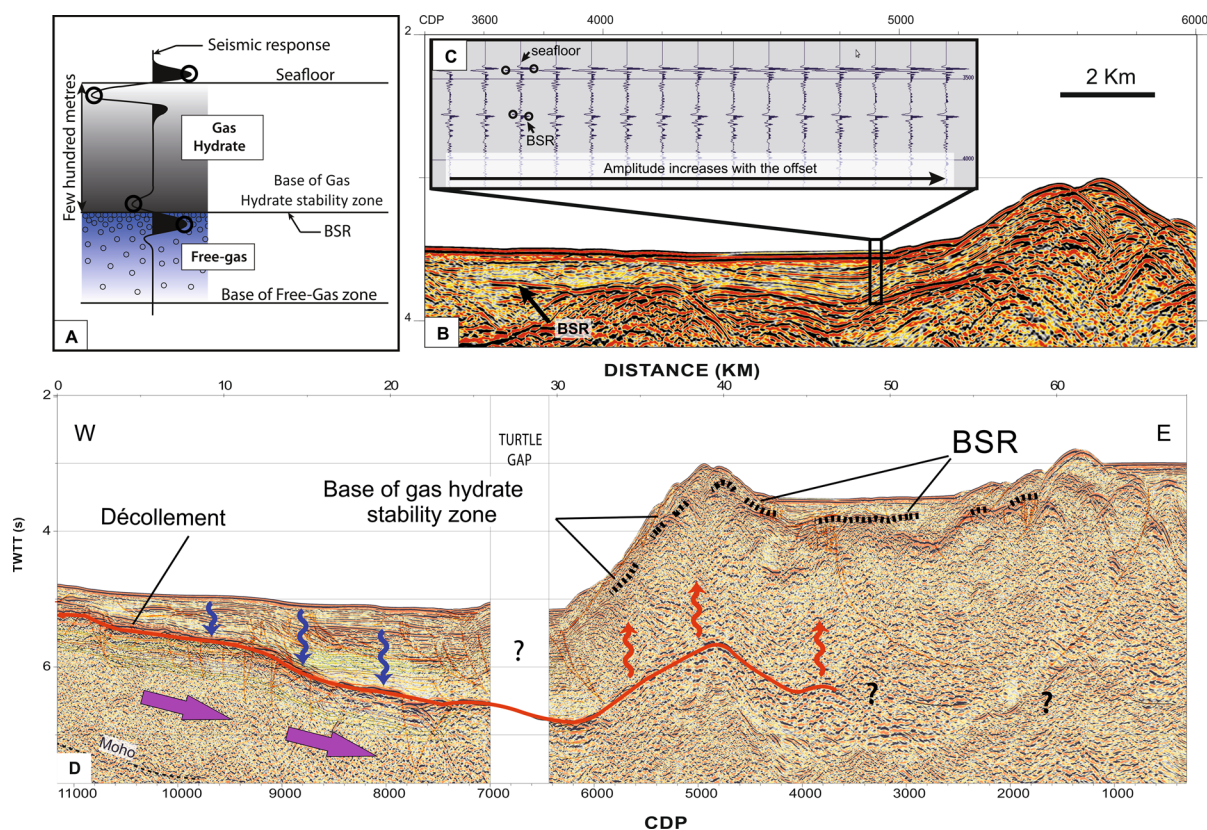 Seismic response
Seafloor
Few hundred metres
Gas
Hydrate
Base of Gas
Hydrate stability zone
BSR
Free-gas
Base of Free-Gas zone
A
CDP 3600 4000 5000 6000
2
C
seafloor
3500
BSR
4000
Amplitude increases with the offset
2 Km
BSR
4
B
DISTANCE (KM)
0 10 20 30 40 50 60
2
W
TURTLE
GAP
E
BSR
Base of gas hydrate
stability zone
Décollement
4
TWTT (s)
?
6
?
?
Moho
D
11000 10000 9000 8000 7000 6000 5000 4000 3000 2000 1000
CDP